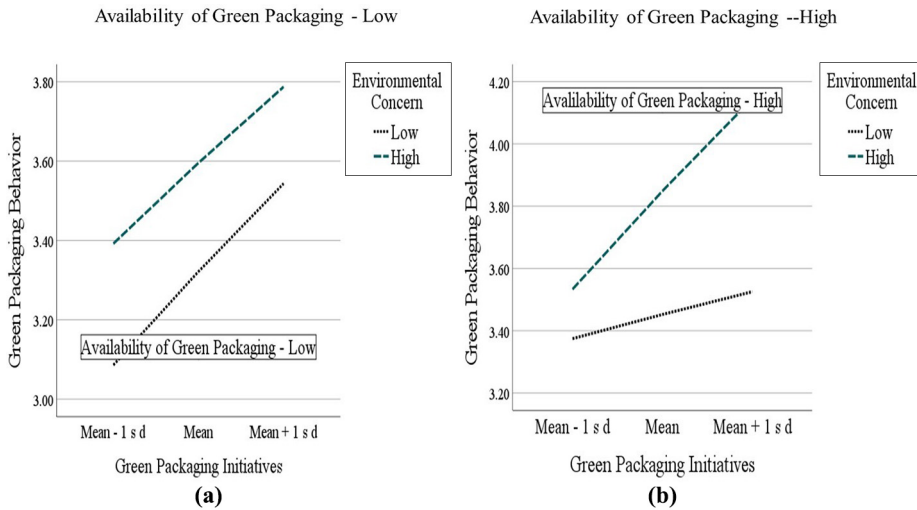 Availability of Green Packaging - Low
Availability of Green Packaging --High
3.80
3.60
3.40
3.20
3.00
Green Packaging Behavior
Availability of Green Packaging - Low
Mean - 1 s d Mean Mean + 1 s d
Green Packaging Initiatives
(a)
Environmental
Concern
Low
High
4.20
4.00
3.80
3.60
3.40
3.20
Green Packaging Behavior
Avalilability of Green Packaging - High
Mean - 1 s d Mean Mean + 1 s d
Green Packaging Initiatives
(b)
Environmental
Concern
Low
High